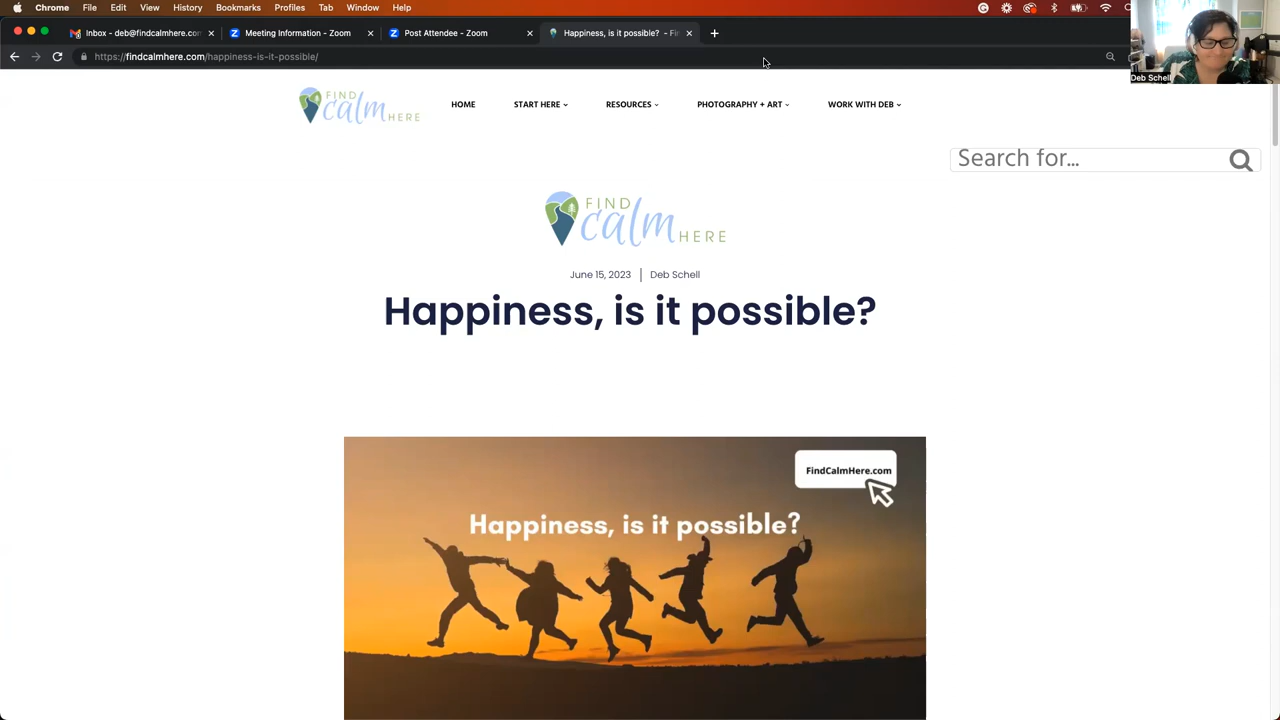 Chrome File Edit View History Bookmarks Profiles Tab Window Help
Inbox - deb@findcalmhere.con
Meeting Information - Zoom
Post Attendee - Zoom
Happiness, is it possible? - Fi
https://findcalmhere.com/happiness-is-it-possible/
Deb Schell
FIND calm HERE
HOME START HERE RESOURCES PHOTOGRAPHY + ART WORK WITH DEB
Search for...
FIND calm HERE
June 15, 2023 | Deb Schell
Happiness, is it possible?
FindCalmHere.com
Happiness, is it possible?